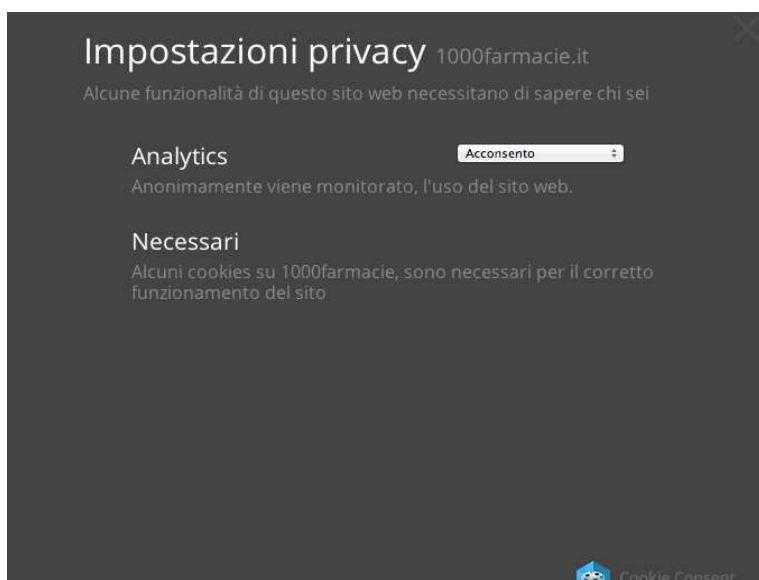 Impostazioni privacy 1000farmacie.it
Alcune funzionalità di questo sito web necessitano di sapere chi sei
Analytics Acconsento
Anonimamente viene monitorato, l'uso del sito web.
Necessari
Alcuni cookies su 1000farmacie, sono necessari per il corretto
funzionamento del sito
Cookie Consent